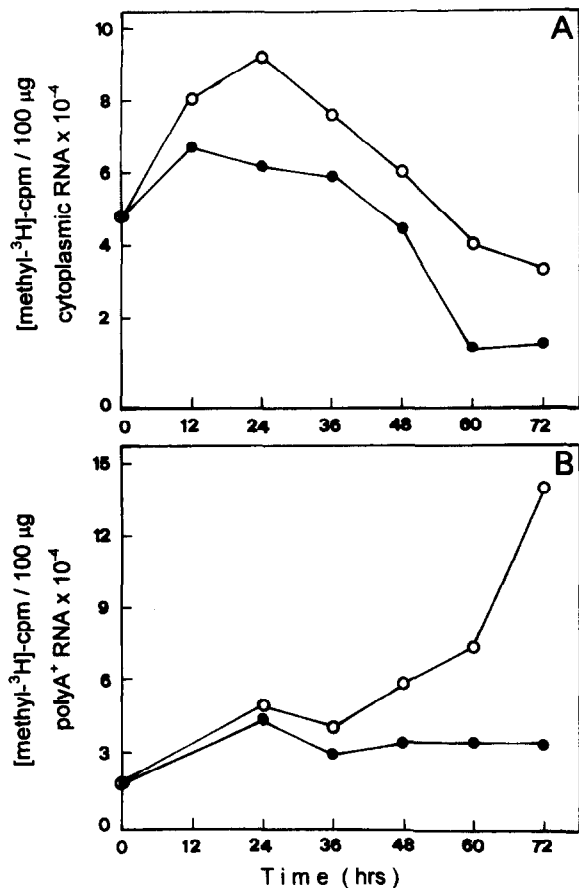 A
[methyl-³H]-cpm / 100 µg
cytoplasmic RNA x 10⁻⁴
10
8
6
4
2
0
0 12 24 36 48 60 72
B
[methyl-³H]-cpm / 100 µg
polyA⁺ RNA x 10⁻⁴
15
12
9
6
3
0
0 12 24 36 48 60 72
Time (hrs)